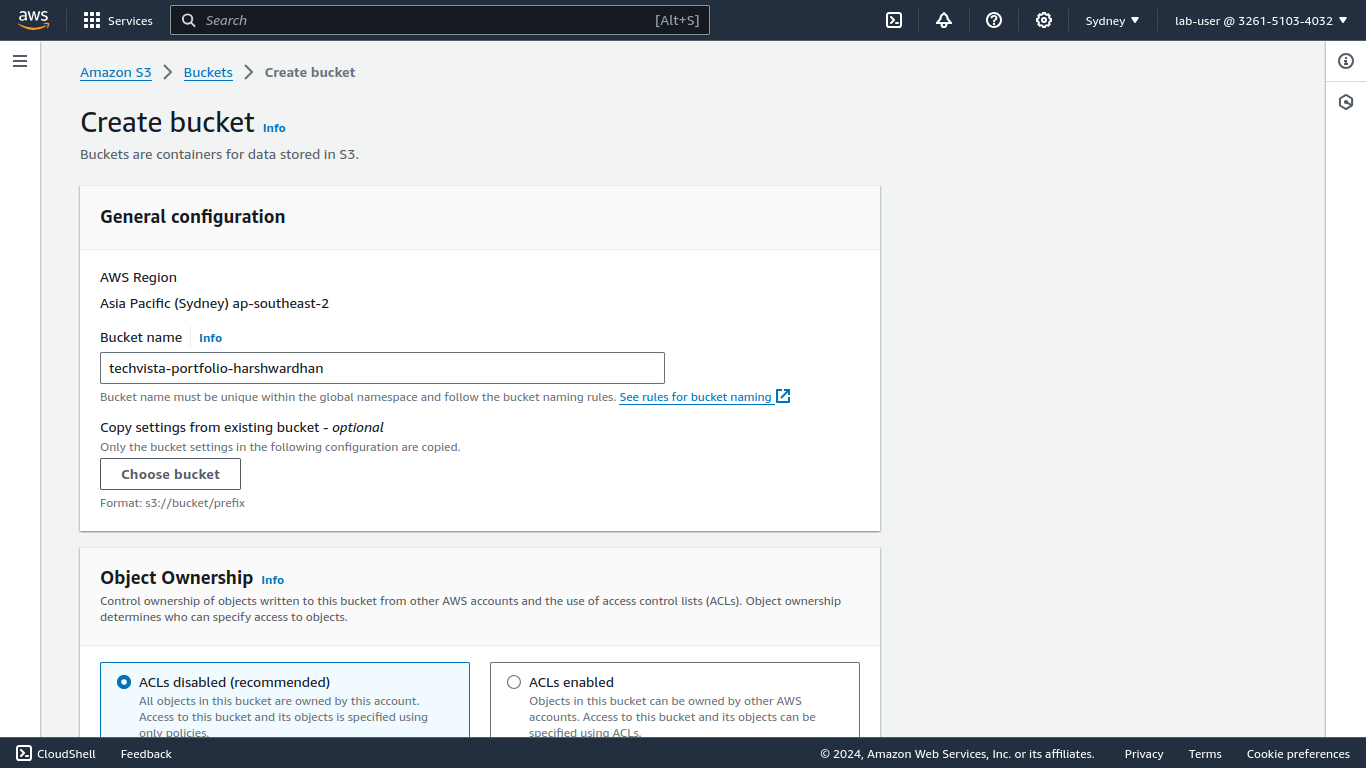 aws
Services
Search [Alt+S]
Sydney
lab-user @ 3261-5103-4032
Amazon S3 Buckets Create bucket
Create bucket Info
Buckets are containers for data stored in S3.
General configuration
AWS Region
Asia Pacific (Sydney) ap-southeast-2
Bucket name Info
techvista-portfolio-harshwardhan
Bucket name must be unique within the global namespace and follow the bucket naming rules. See rules for bucket naming
Copy settings from existing bucket - optional
Only the bucket settings in the following configuration are copied.
Choose bucket
Format: s3://bucket/prefix
Object Ownership Info
Control ownership of objects written to this bucket from other AWS accounts and the use of access control lists (ACLs). Object ownership
determines who can specify access to objects.
ACLs disabled (recommended)
All objects in this bucket are owned by this account.
Access to this bucket and its objects is specified using
only policies.
ACLs enabled
Objects in this bucket can be owned by other AWS
accounts. Access to this bucket and its objects can be
specified using ACLs.
CloudShell Feedback © 2024, Amazon Web Services, Inc. or its affiliates. Privacy Terms Cookie preferences